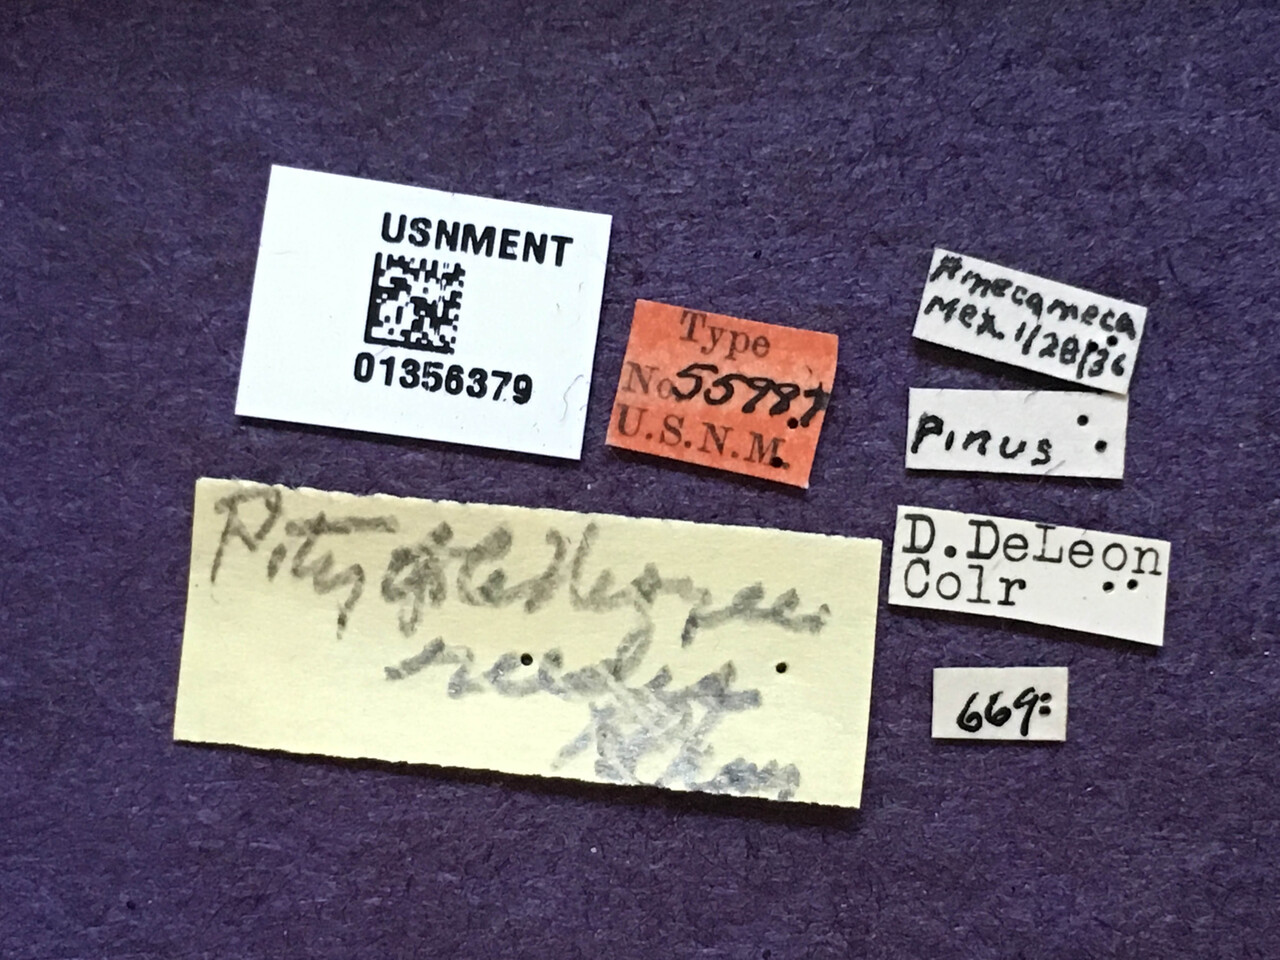 USNMENT
01356379
Type
No 55987
U.S.N.M.
Amecameca
Mex. 1/28/36
Pinus
D.DeLeon
Colr
669